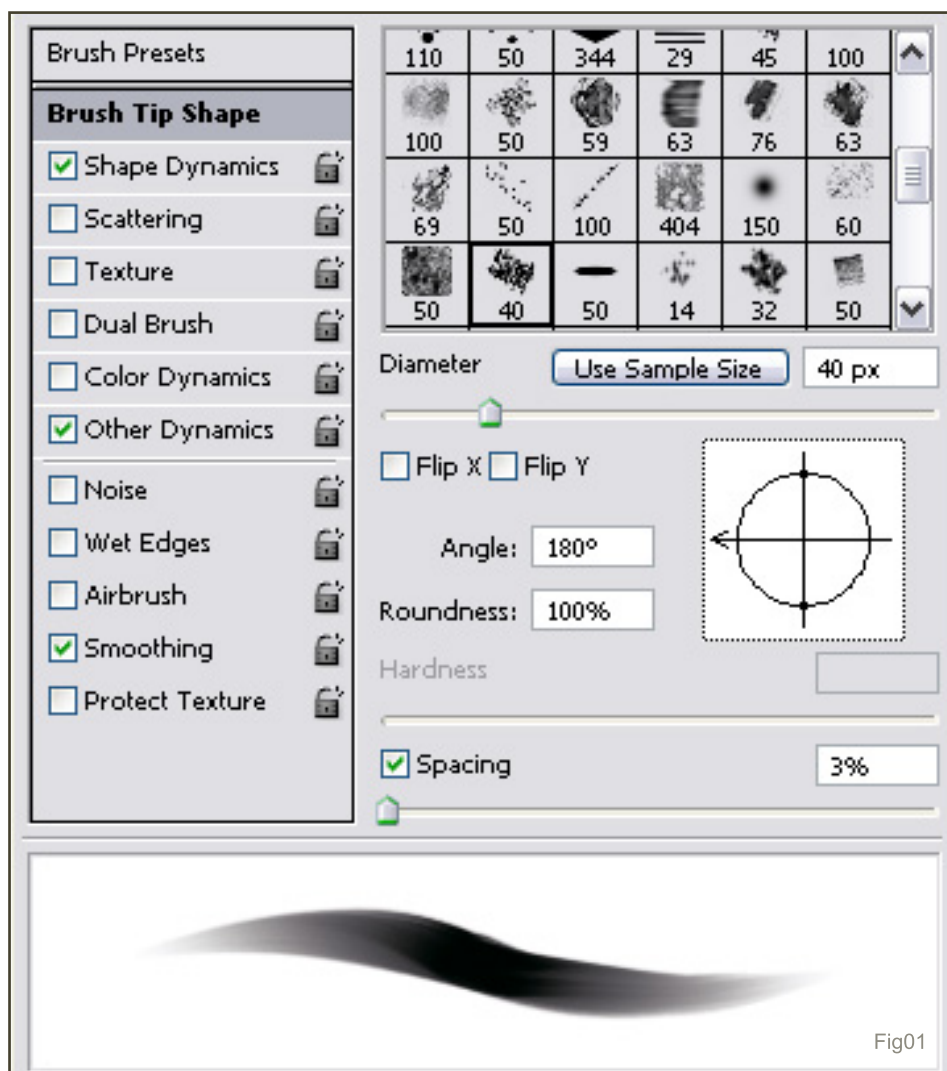 Brush Presets
Brush Tip Shape
Shape Dynamics
Scattering
Texture
Dual Brush
Color Dynamics
Other Dynamics
Noise
Wet Edges
Airbrush
Smoothing
Protect Texture
110 50 344 29 45 100
100 50 59 63 76 63
69 50 100 404 150 60
50 40 50 14 32 50
Diameter Use Sample Size 40 px
Flip X Flip Y
Angle: 180º
Roundness: 100%
Hardness
Spacing 3%
Fig01